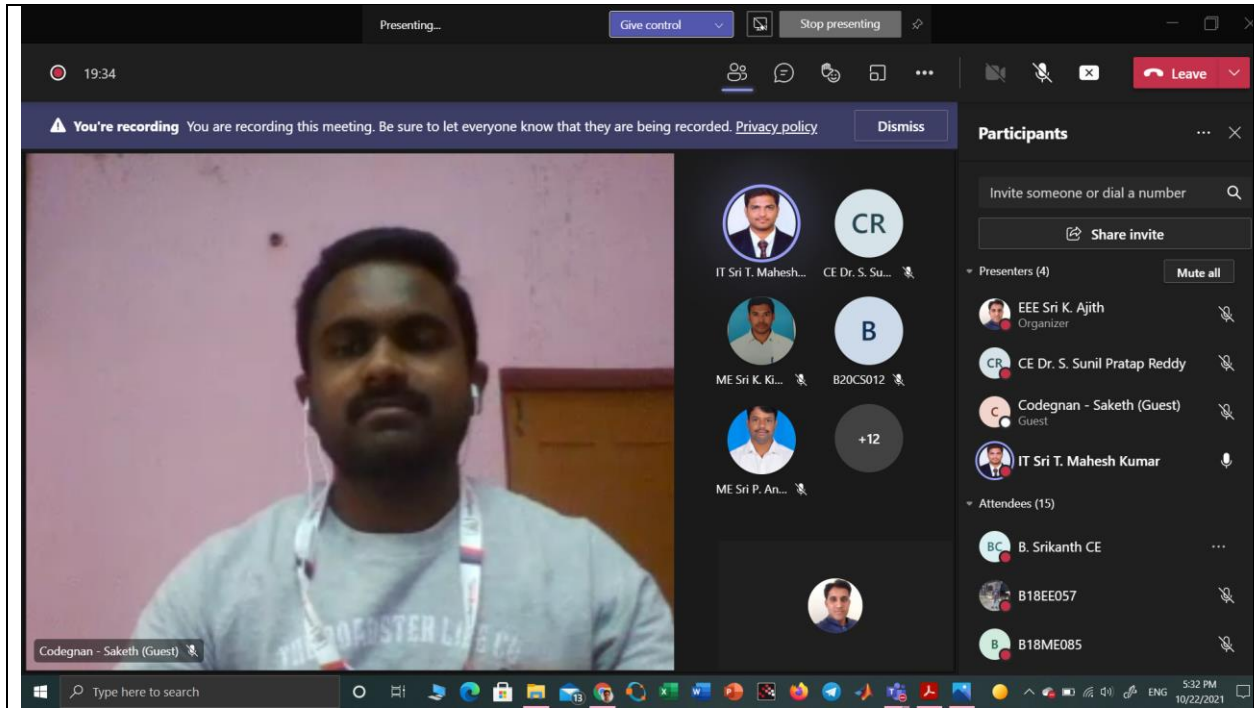 Presenting...
Give control
Stop presenting
19:34
Leave
You're recording You are recording this meeting. Be sure to let everyone know that they are being recorded. Privacy policy
Dismiss
Participants
Invite someone or dial a number
Share invite
Presenters (4)
Mute all
EEE Sri K. Ajith
Organizer
CR
CE Dr. S. Sunil Pratap Reddy
C
Codegnan - Saketh (Guest)
Guest
IT Sri T. Mahesh Kumar
Attendees (15)
BC
B. Srikanth CE
B18EE057
B
B18ME085
CR
IT Sri T. Mahesh...
CE Dr. S. Su...
B
ME Sri K. Ki...
B20CS012
+12
ME Sri P. An...
Codegnan - Saketh (Guest)
Type here to search
13
ENG
5:32 PM
10/22/2021